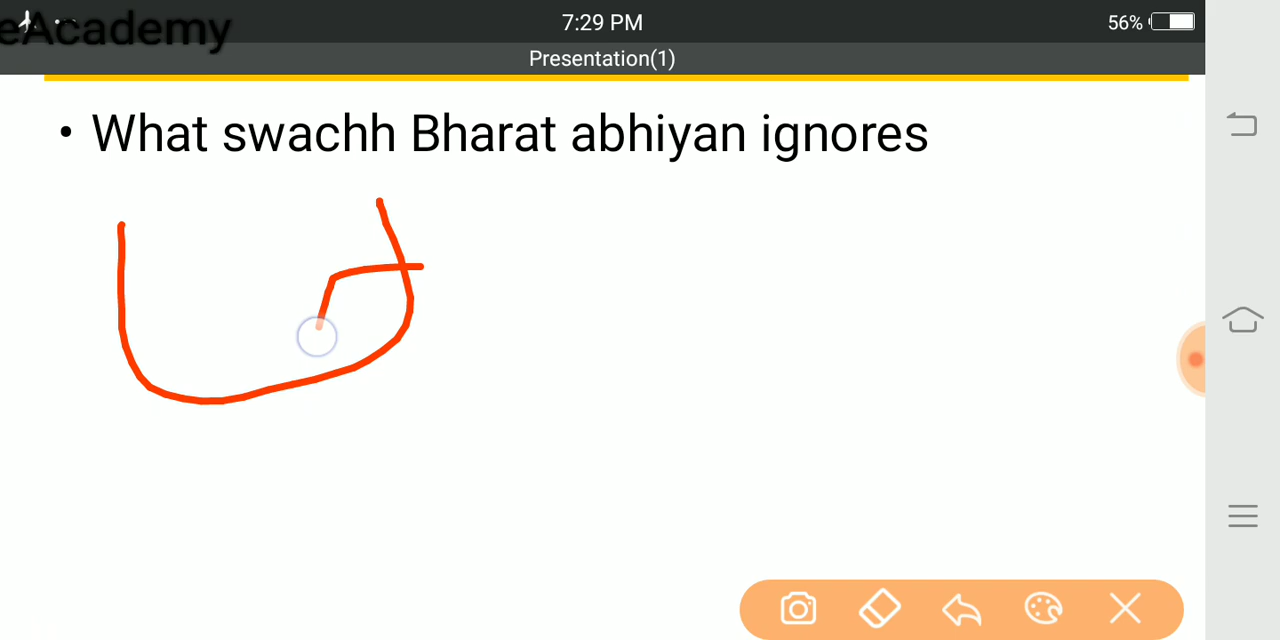 eAcademy
7:29 PM
56%
Presentation(1)
• What swachh Bharat abhiyan ignores